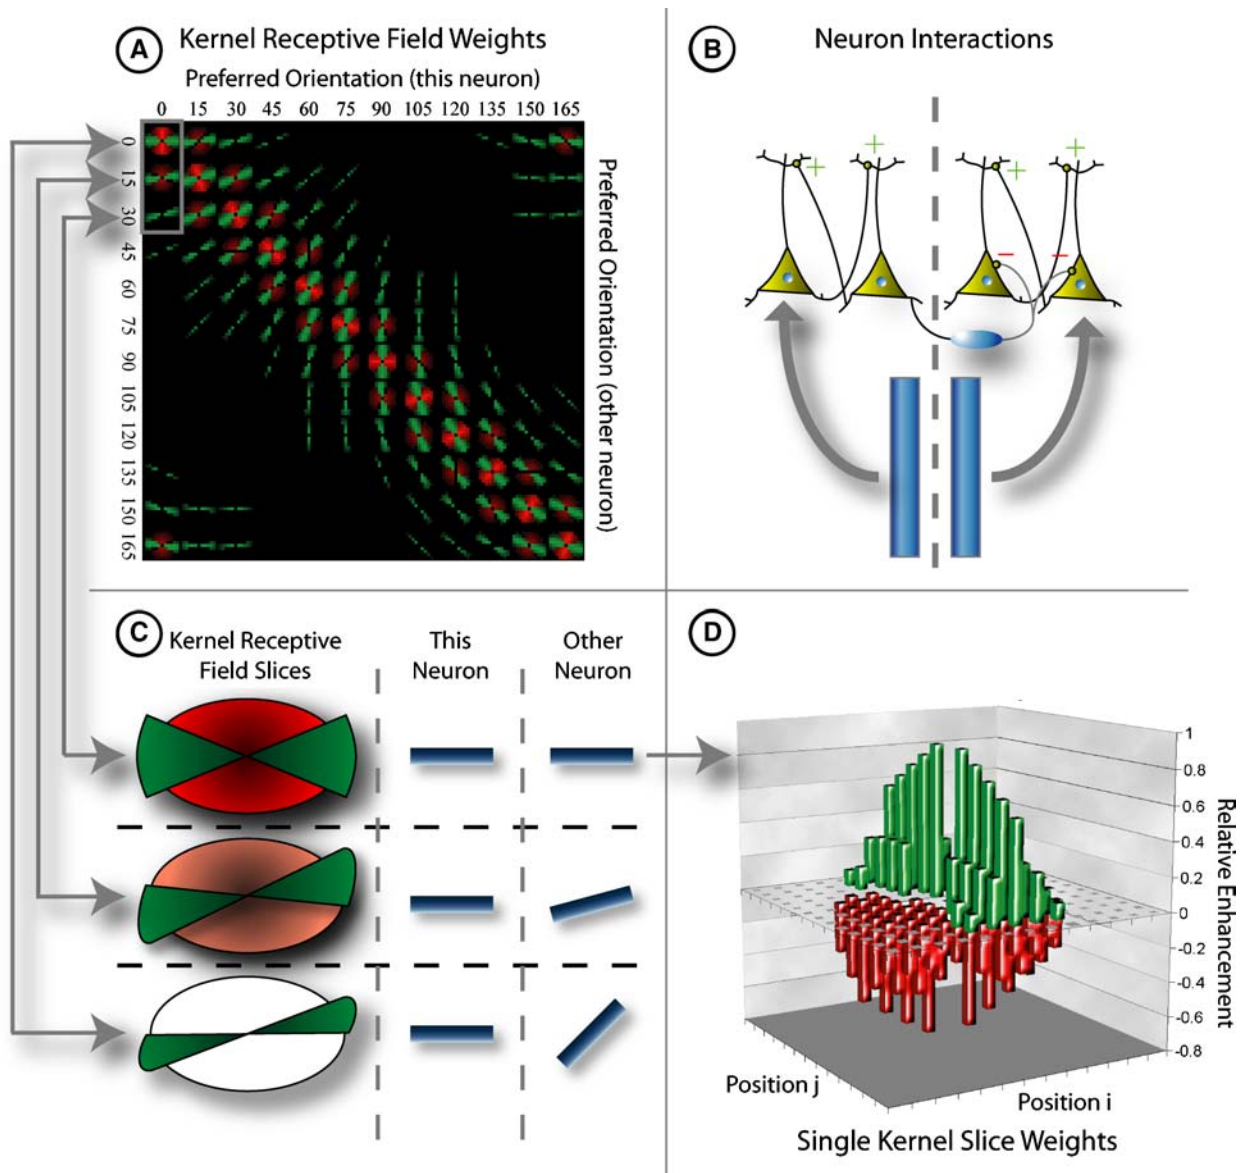 A Kernel Receptive Field Weights
Preferred Orientation (this neuron)
0 15 30 45 60 75 90 105 120 135 150 165
0
15
30
45
60
75
90
105
120
135
150
165
Preferred Orientation (other neuron)
B Neuron Interactions
+ + + +
– –
C Kernel Receptive
Field Slices
This
Neuron
Other
Neuron
D
1
0.8
0.6
0.4
0.2
0
-0.2
-0.4
-0.6
-0.8
Relative Enhancement
Position j
Position i
Single Kernel Slice Weights